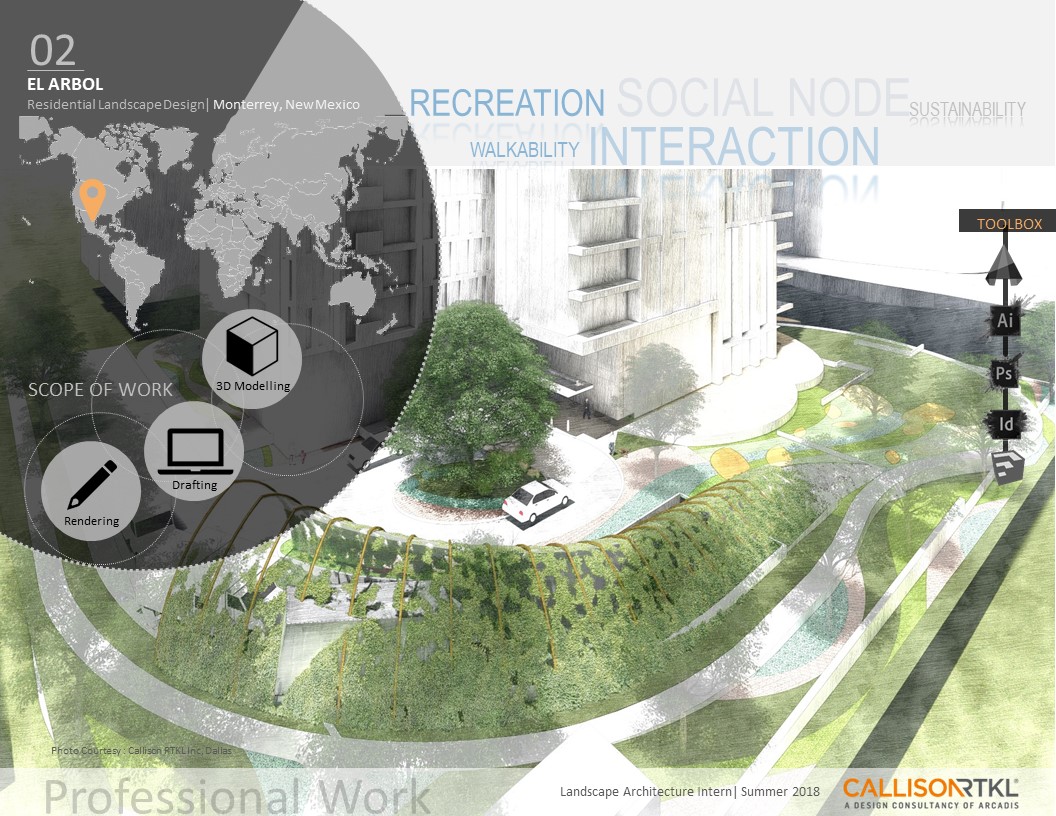 02
EL ARBOL
Residential Landscape Design| Monterrey, New Mexico
RECREATION SOCIAL NODE SUSTAINABILITY
WALKABILITY INTERACTION
TOOLBOX
Ai
Ps
Id
3D Modelling
SCOPE OF WORK
Drafting
Rendering
Photo Courtesy : Callison RTKL Inc, Dallas
Professional Work
Landscape Architecture Intern| Summer 2018
CALLISONRTKL®
A DESIGN CONSULTANCY OF ARCADIS